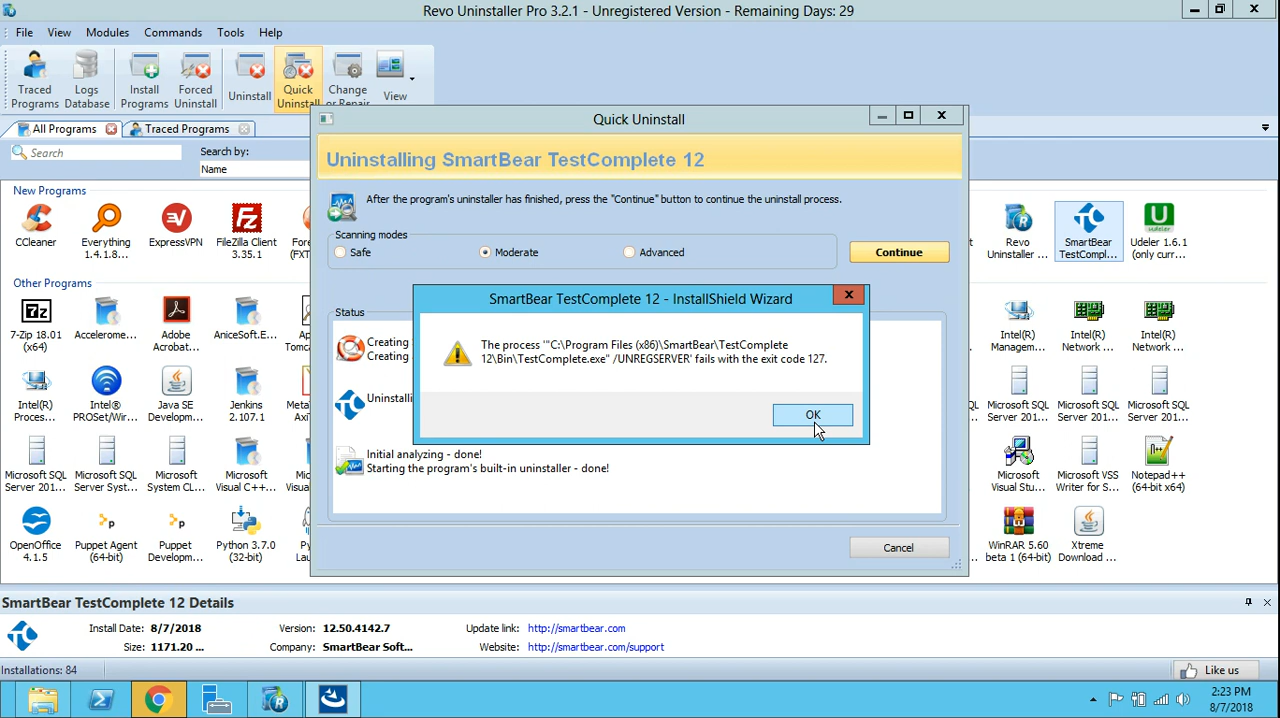 Revo Uninstaller Pro 3.2.1 - Unregistered Version - Remaining Days: 29
File View Modules Commands Tools Help
Traced Programs
Logs Database
Install Programs
Forced Uninstall
Uninstall
Quick Uninstall
Change or Repair
View
All Programs
Traced Programs
Search
Search by:
Name
New Programs
CCleaner
Everything 1.4.1.8...
ExpressVPN
FileZilla Client 3.35.1
Revo Uninstaller ...
SmartBear TestCompl...
Udeler 1.6.1 (only curr...
Other Programs
7-Zip 18.01 (x64)
Accelerome...
Adobe Acrobat/...
AniceSoft.E...
Intel(R) Managem...
Intel(R) Network ...
Intel(R) Network ...
Intel(R) Proces...
Intel® PROSet/Wir...
Java SE Developm...
Jenkins 2.107.1
Microsoft SQL Server 201...
Microsoft SQL Server 201...
Microsoft SQL Server 201...
Microsoft SQL Server 201...
Microsoft SQL Server Syst...
Microsoft System CL...
Microsoft Visual C++...
Microsoft Visual Stu...
Microsoft VSS Writer for S...
Notepad++ (64-bit x64)
OpenOffice 4.1.5
Puppet Agent (64-bit)
Puppet Developm...
Python 3.7.0 (32-bit)
WinRAR 5.60 beta 1 (64-bit)
Xtreme Download ...
Quick Uninstall
Uninstalling SmartBear TestComplete 12
After the program's uninstaller has finished, press the "Continue" button to continue the uninstall process.
Scanning modes
Safe
Moderate
Advanced
Continue
Status
Creating
Creating
Uninstalli
Initial analyzing - done!
Starting the program's built-in uninstaller - done!
Cancel
SmartBear TestComplete 12 - InstallShield Wizard
The process '"C:\Program Files (x86)\SmartBear\TestComplete
12\Bin\TestComplete.exe" /UNREGSERVER' fails with the exit code 127.
OK
SmartBear TestComplete 12 Details
Install Date: 8/7/2018 Version: 12.50.4142.7 Update link: http://smartbear.com
Size: 1171.20 ... Company: SmartBear Soft... Website: http://smartbear.com/support
Installations: 84
Like us
2:23 PM
8/7/2018